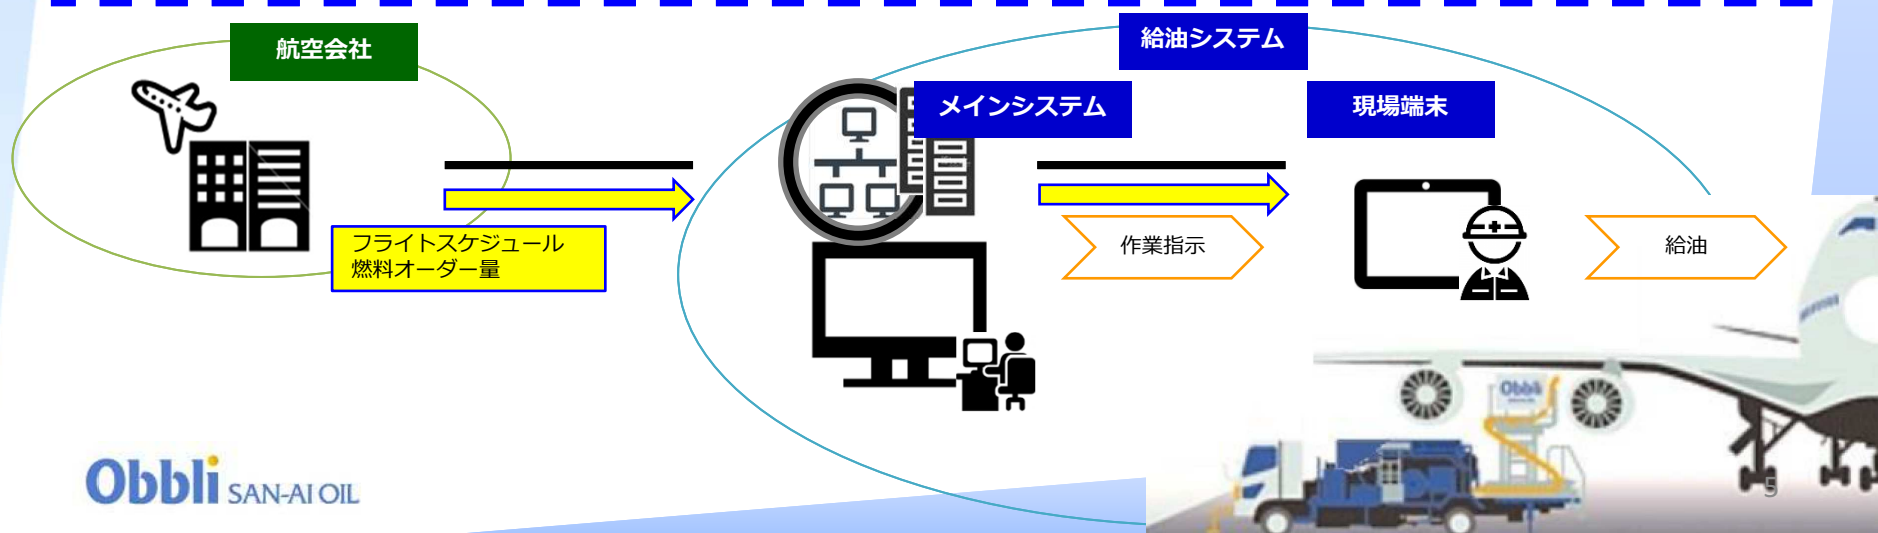 航空会社
給油システム
メインシステム
現場端末
フライトスケジュール
燃料オーダー量
作業指示
給油
Obbli
Obbli SAN-AI OIL
5